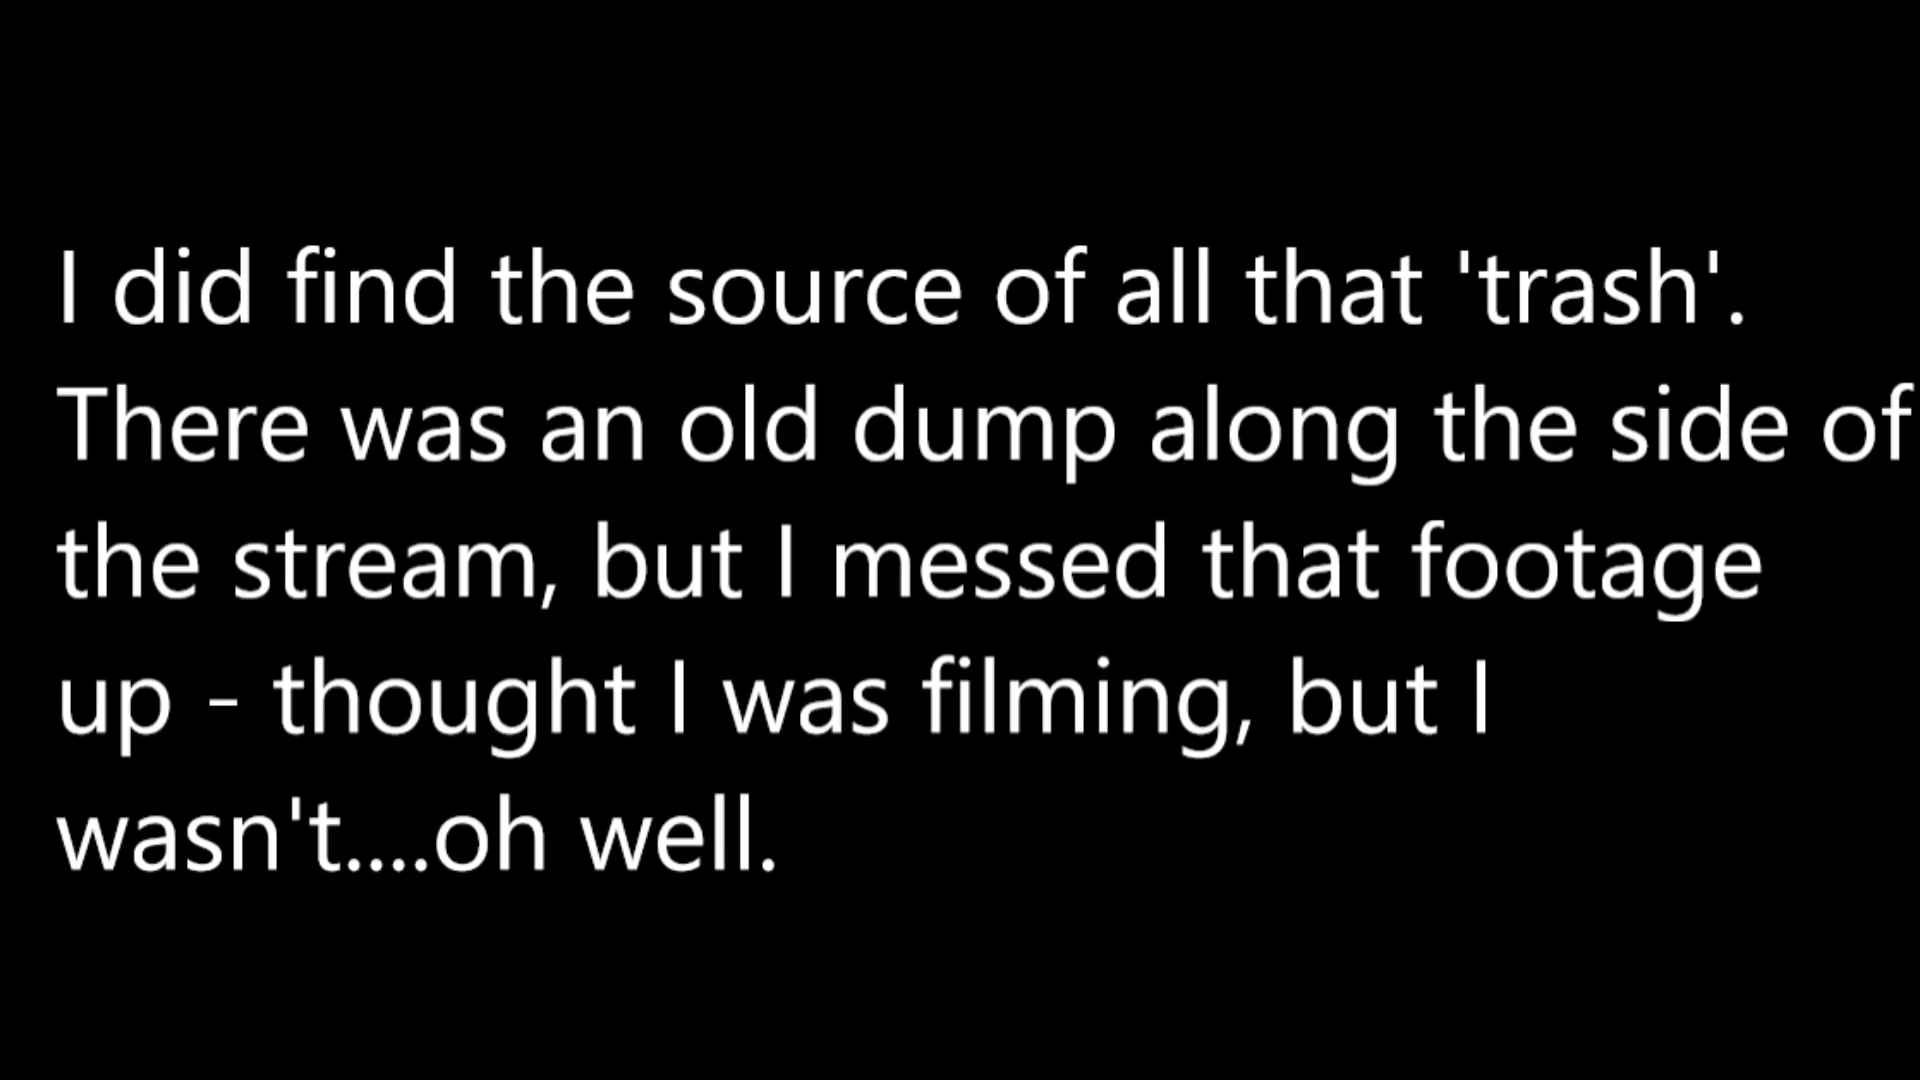 I did find the source of all that 'trash'.
There was an old dump along the side of
the stream, but I messed that footage
up - thought I was filming, but I
wasn't....oh well.